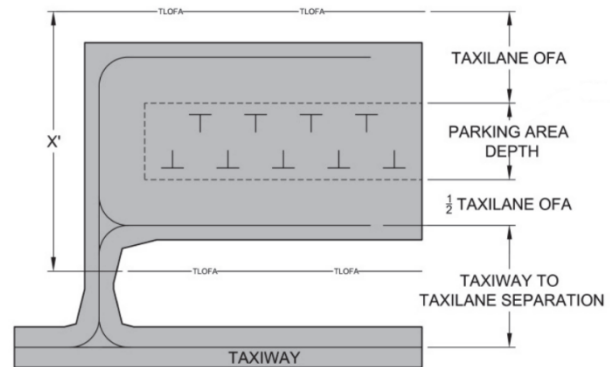 TLOFA TLOFA
TAXILANE OFA
X'
PARKING AREA
DEPTH
½ TAXILANE OFA
TLOFA TLOFA
TAXIWAY TO
TAXILANE SEPARATION
TAXIWAY